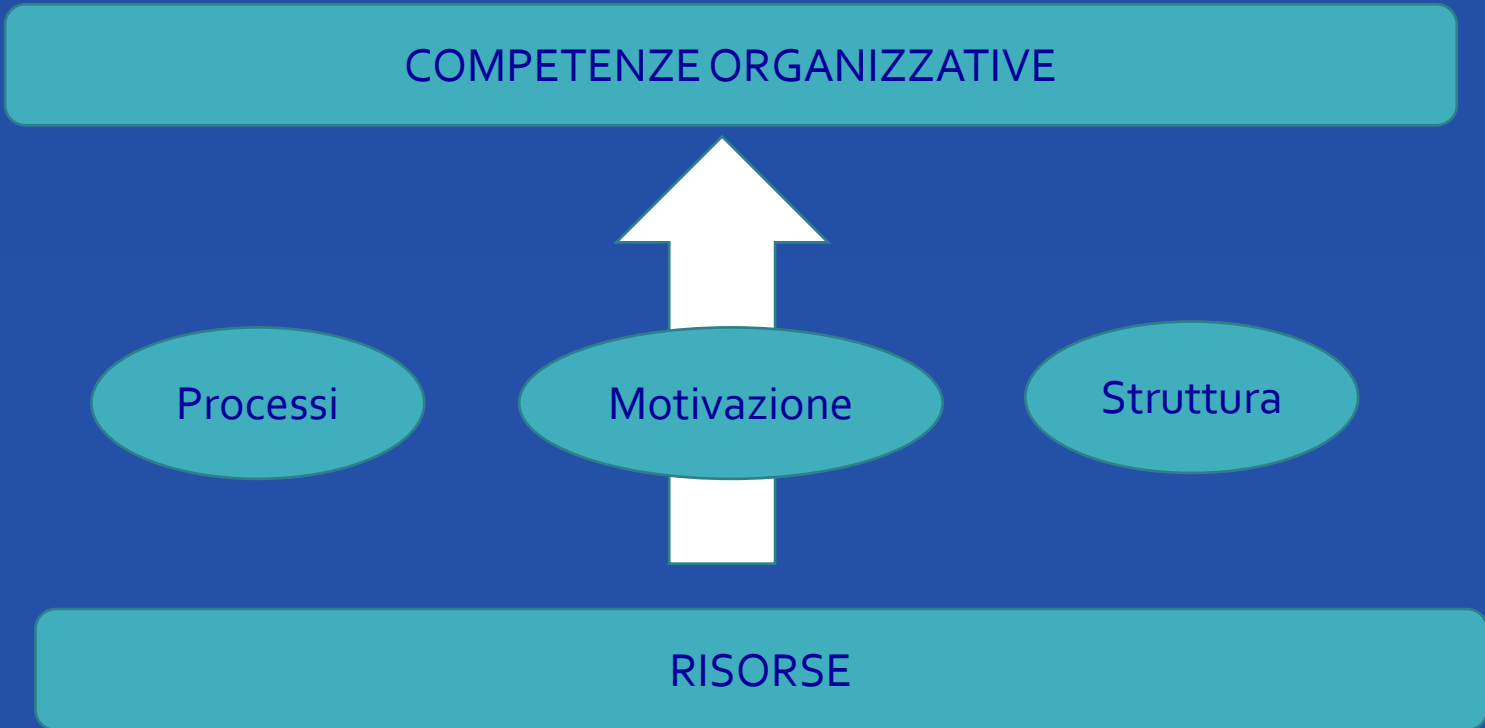 COMPETENZE ORGANIZZATIVE
Processi
Motivazione
Struttura
RISORSE